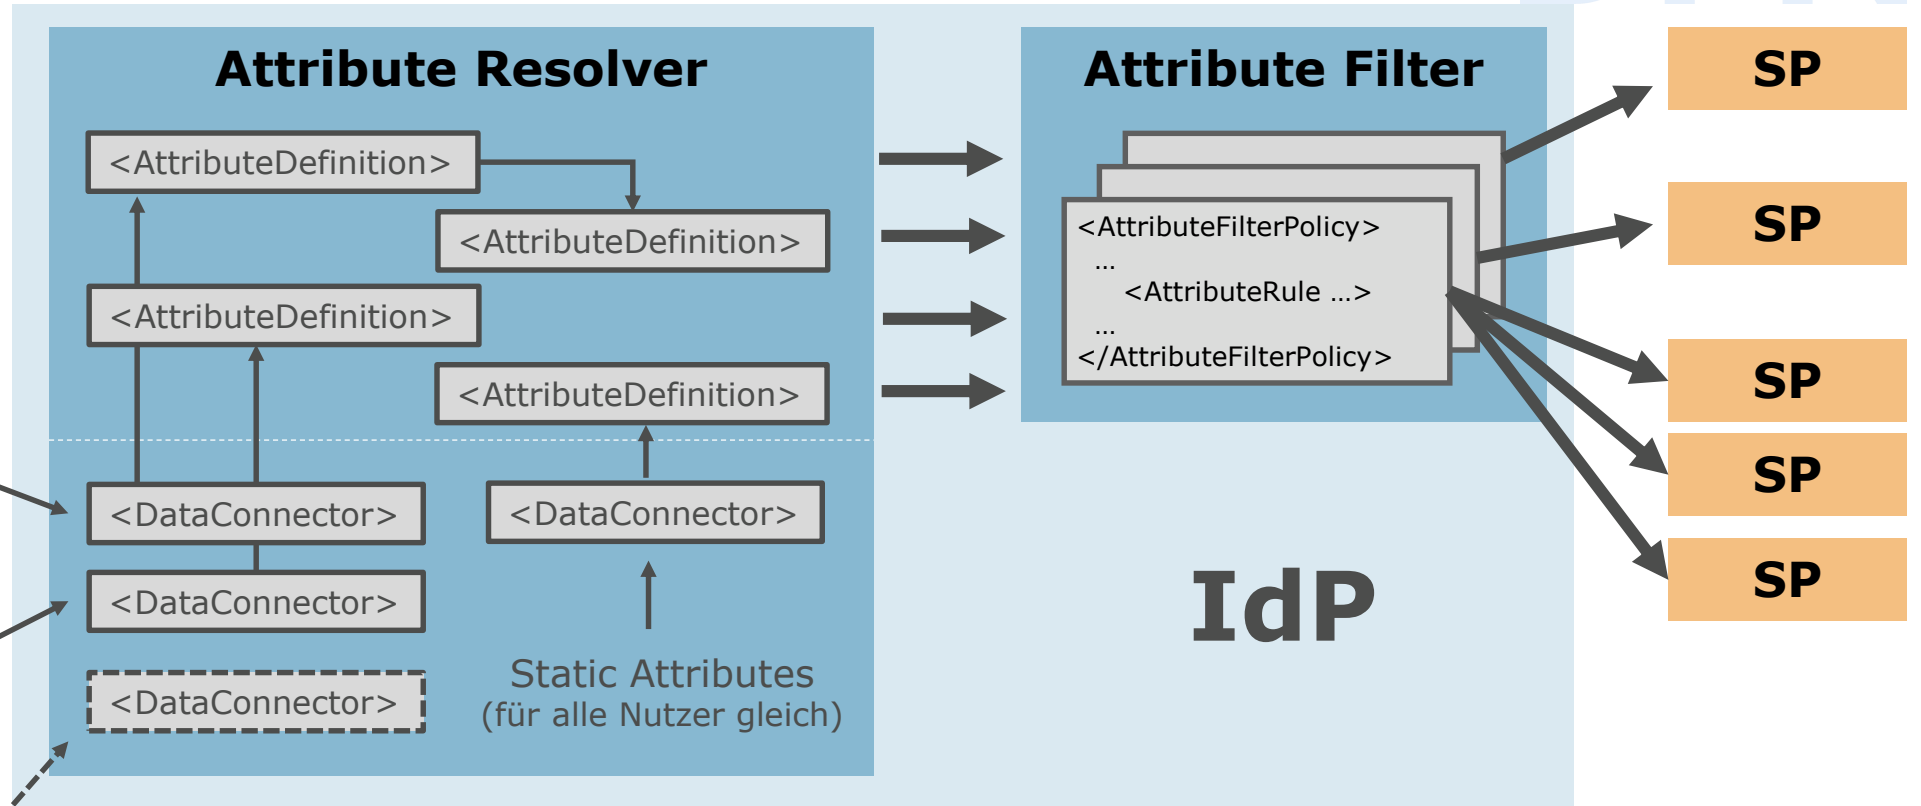 Attribute Resolver
<AttributeDefinition>
<AttributeDefinition>
<AttributeDefinition>
<AttributeDefinition>
<DataConnector>
<DataConnector>
<DataConnector>
<DataConnector>
Static Attributes
(für alle Nutzer gleich)
Attribute Filter
<AttributeFilterPolicy>
...
<AttributeRule ...>
...
</AttributeFilterPolicy>
IdP
SP
SP
SP
SP
SP